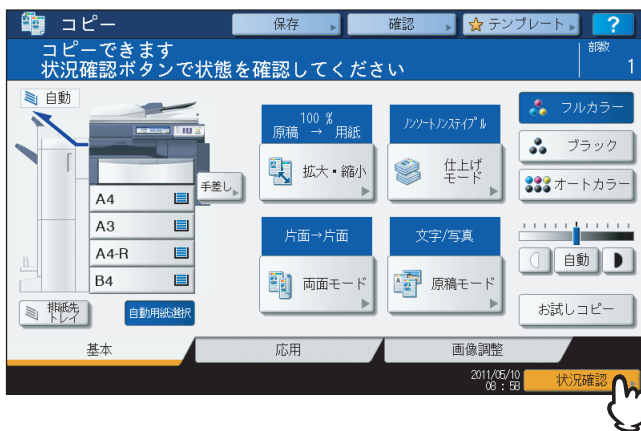 コピー
保存
確認
テンプレート
?
コピーできます
状況確認ボタンで状態を確認してください
部数
1
自動
A4
A3
A4-R
B4
手差し
排紙先
トレイ
自動用紙選択
100 %
原稿 → 用紙
拡大・縮小
ノンソートノンステイプル
仕上げ
モード
片面→片面
両面モード
文字/写真
原稿モード
フルカラー
ブラック
オートカラー
自動
お試しコピー
基本
応用
画像調整
2011/05/10
08:58
状況確認